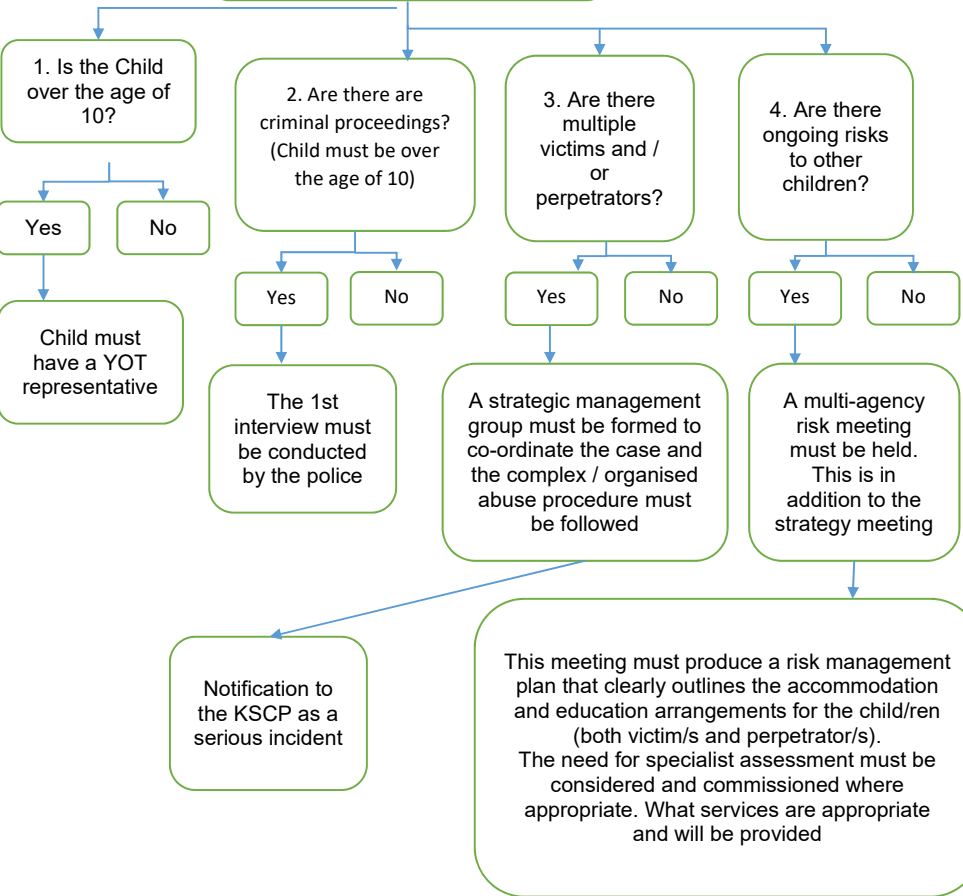 1. Is the Child
over the age of
10?
2. Are there are
criminal proceedings?
(Child must be over
the age of 10)
3. Are there
multiple
victims and /
or
perpetrators?
4. Are there
ongoing risks
to other
children?
Yes
No
Yes
No
Yes
No
Yes
No
Child must
have a YOT
representative
The 1st
interview must
be conducted
by the police
A strategic management
group must be formed to
co-ordinate the case and
the complex / organised
abuse procedure must
be followed
A multi-agency
risk meeting
must be held.
This is in
addition to the
strategy meeting
Notification to
the KSCP as a
serious incident
This meeting must produce a risk management
plan that clearly outlines the accommodation
and education arrangements for the child/ren
(both victim/s and perpetrator/s).
The need for specialist assessment must be
considered and commissioned where
appropriate. What services are appropriate
and will be provided